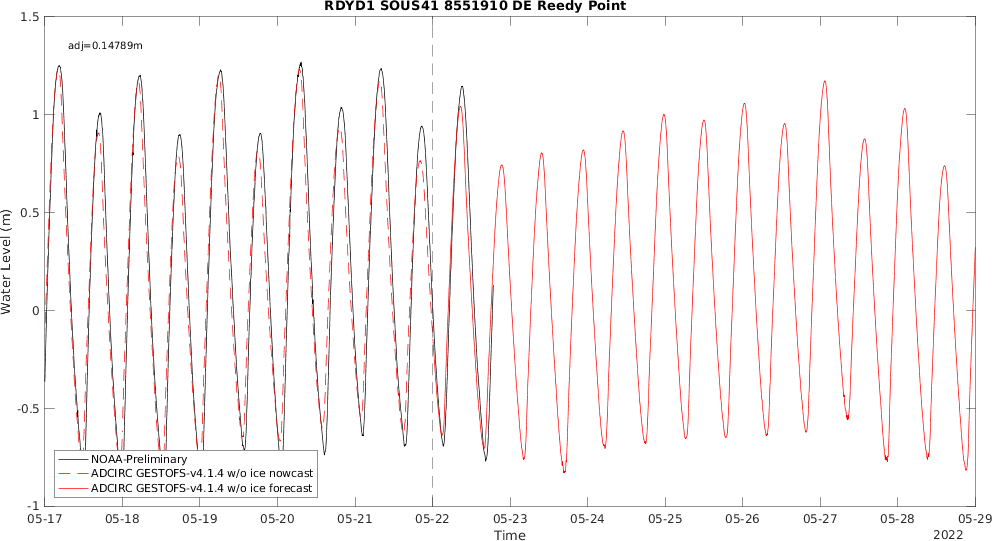 RDYD1 SOUS41 8551910 DE Reedy Point
adj=0.14789m
Water Level (m)
1.5
1
0.5
0
-0.5
-1
NOAA-Preliminary
ADCIRC GESTOFS-v4.1.4 w/o ice nowcast
ADCIRC GESTOFS-v4.1.4 w/o ice forecast
05-17 05-18 05-19 05-20 05-21 05-22 05-23 05-24 05-25 05-26 05-27 05-28 05-29
Time
2022